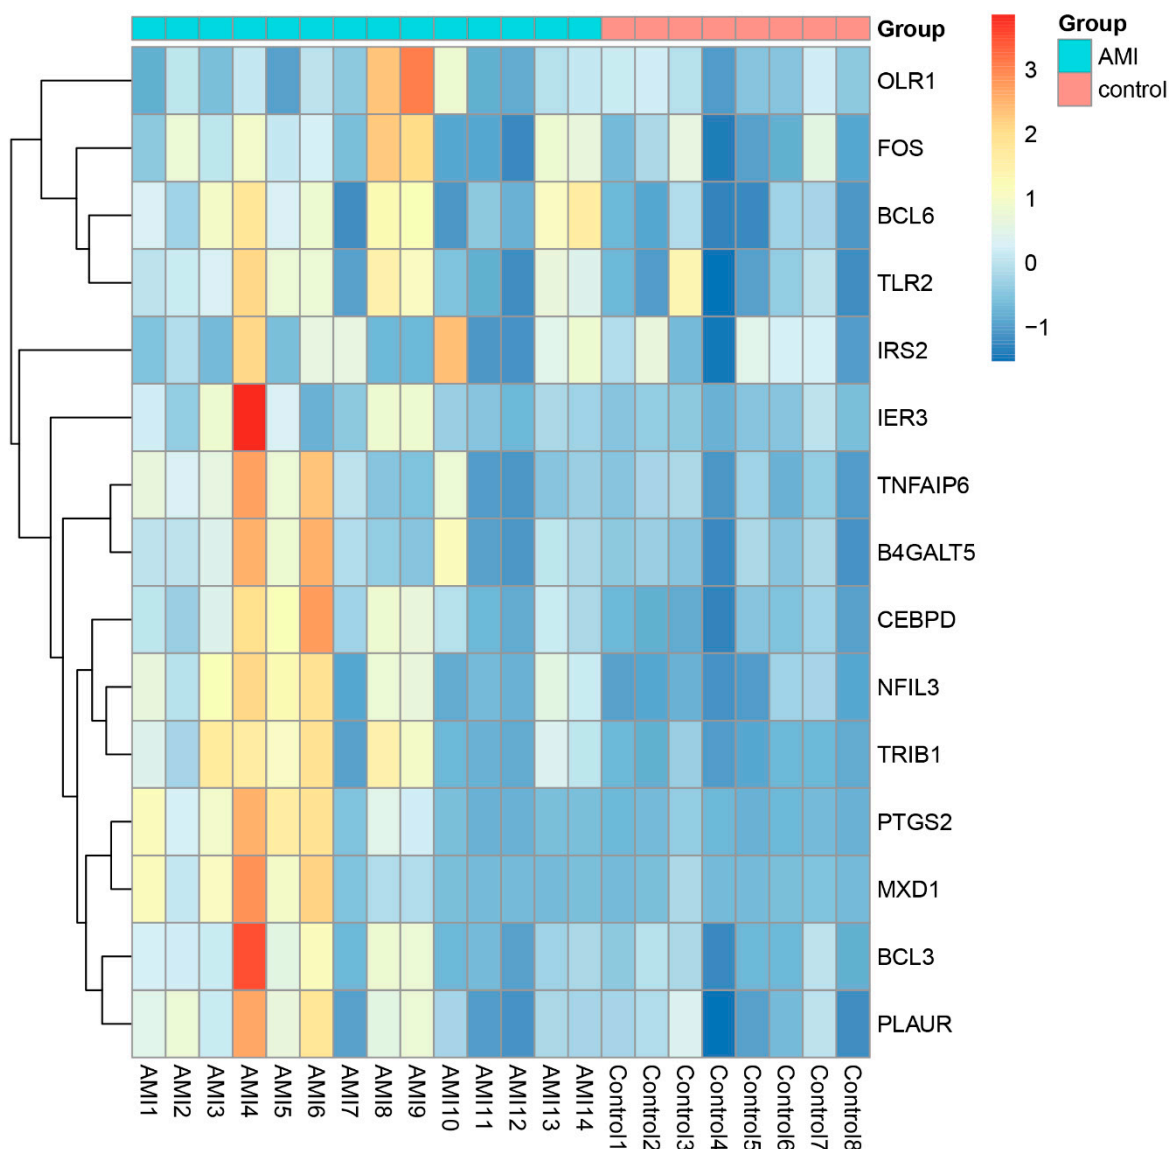 Group
OLR1
FOS
BCL6
TLR2
IRS2
IER3
TNFAIP6
B4GALT5
CEBPD
NFIL3
TRIB1
PTGS2
MXD1
BCL3
PLAUR
AMI1
AMI2
AMI3
AMI4
AMI5
AMI6
AMI7
AMI8
AMI9
AMI10
AMI11
AMI12
AMI13
AMI14
Control1
Control2
Control3
Control4
Control5
Control6
Control7
Control8
3
2
1
0
−1
Group
AMI
control